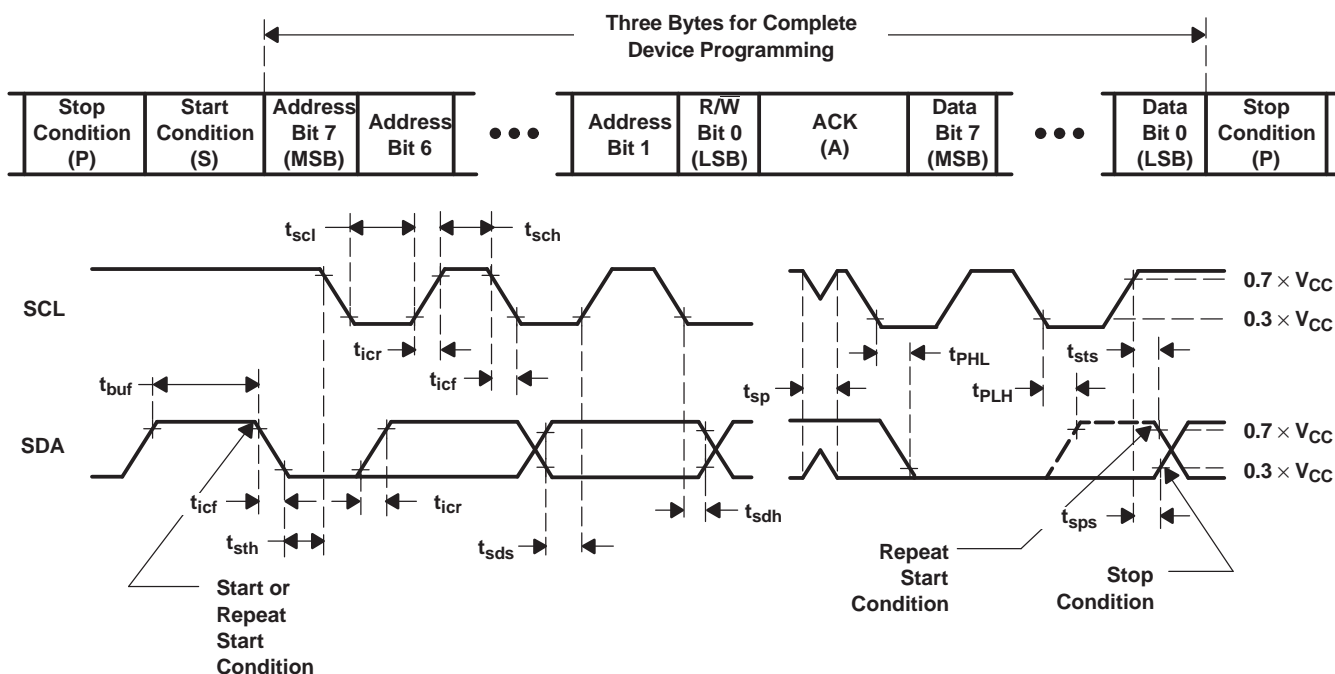 Three Bytes for Complete
Device Programming
Stop
Condition
(P)
Start
Condition
(S)
Address
Bit 7
(MSB)
Address
Bit 6
•••
Address
Bit 1
R/W̅
Bit 0
(LSB)
ACK
(A)
Data
Bit 7
(MSB)
•••
Data
Bit 0
(LSB)
Stop
Condition
(P)
tscl
tsch
SCL
0.7 × VCC
0.3 × VCC
ticr
ticf
tbuf
tsp
tPHL
tPLH
tsts
SDA
0.7 × VCC
0.3 × VCC
ticf
ticr
tsth
tsds
tsdh
tsps
Start or
Repeat
Start
Condition
Repeat
Start
Condition
Stop
Condition